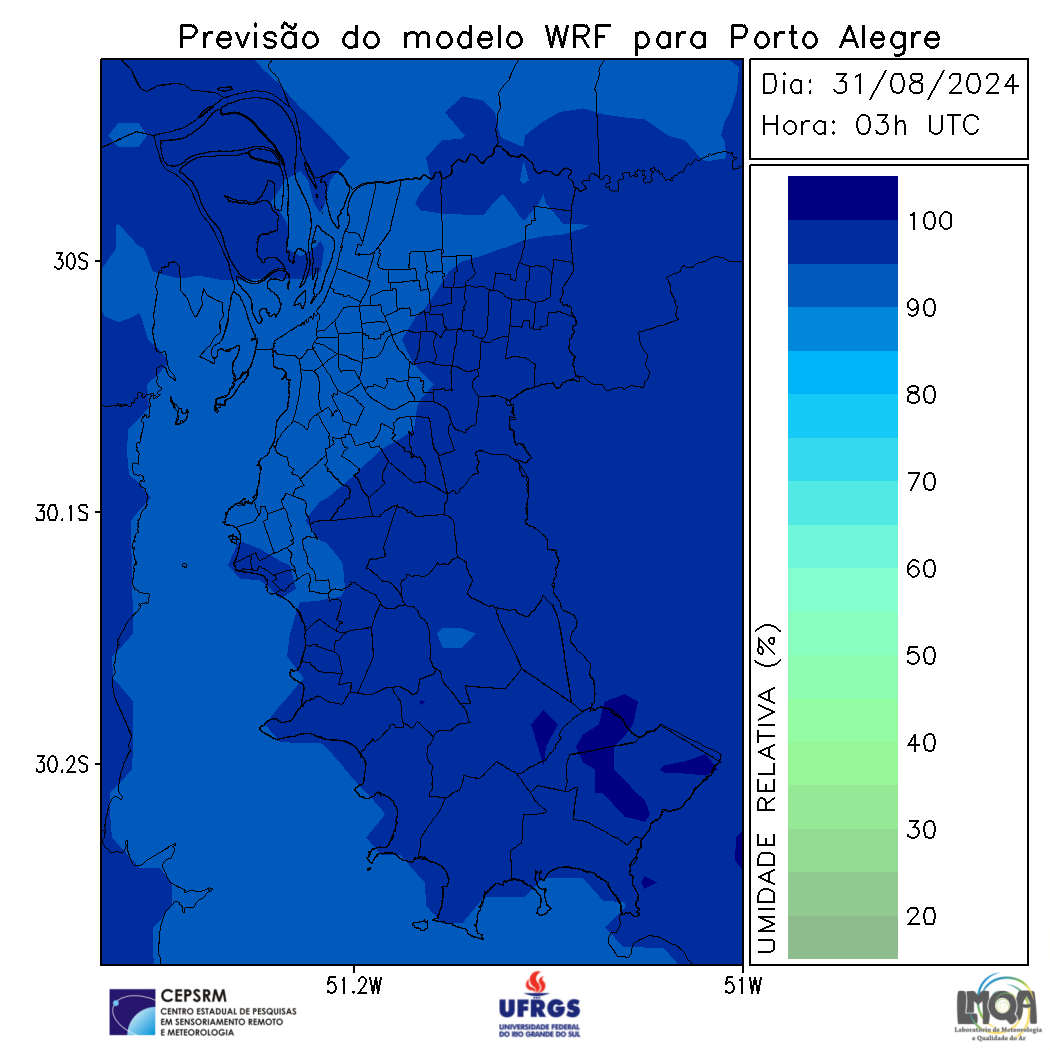 Previsão do modelo WRF para Porto Alegre
Dia: 31/08/2024
Hora: 03h UTC
100
90
80
70
60
50
40
30
20
UMIDADE RELATIVA (%)
30S
30.1S
30.2S
51.2W
51W
CEPSRM
CENTRO ESTADUAL DE PESQUISAS
EM SENSORIAMENTO REMOTO
E METEOROLOGIA
UFRGS
UNIVERSIDADE FEDERAL
DO RIO GRANDE DO SUL
LMQA
Laboratório de Meteorologia
e Qualidade do Ar